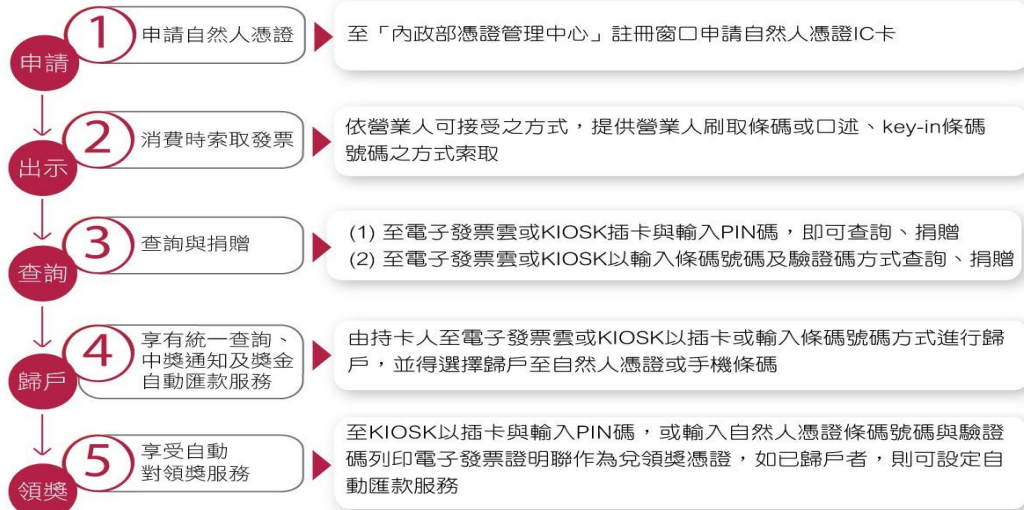 申請
1
申請自然人憑證
至「內政部憑證管理中心」註冊窗口申請自然人憑證IC卡
出示
2
消費時索取發票
依營業人可接受之方式，提供營業人刷取條碼或口述、key-in條碼
號碼之方式索取
查詢
3
查詢與捐贈
(1) 至電子發票雲或KIOSK插卡與輸入PIN碼，即可查詢、捐贈
(2) 至電子發票雲或KIOSK以輸入條碼號碼及驗證碼方式查詢、捐贈
歸戶
4
享有統一查詢、
中獎通知及獎金
自動匯款服務
由持卡人至電子發票雲或KIOSK以插卡或輸入條碼號碼方式進行歸
戶，並得選擇歸戶至自然人憑證或手機條碼
領獎
5
享受自動
對領獎服務
至KIOSK以插卡與輸入PIN碼，或輸入自然人憑證條碼號碼與驗證
碼列印電子發票證明聯作為兌領獎憑證，如已歸戶者，則可設定自
動匯款服務